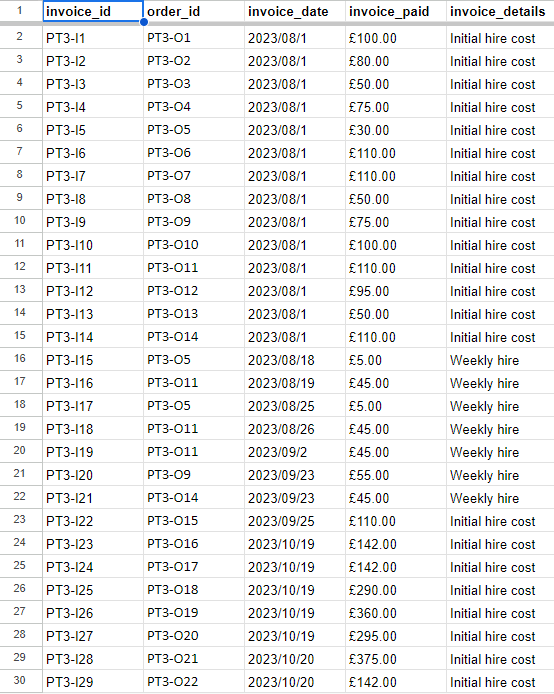 1 invoice_id order_id invoice_date invoice_paid invoice_details
2 PT3-I1 PT3-O1 2023/08/1 £100.00 Initial hire cost
3 PT3-I2 PT3-O2 2023/08/1 £80.00 Initial hire cost
4 PT3-I3 PT3-O3 2023/08/1 £50.00 Initial hire cost
5 PT3-I4 PT3-O4 2023/08/1 £75.00 Initial hire cost
6 PT3-I5 PT3-O5 2023/08/1 £30.00 Initial hire cost
7 PT3-I6 PT3-O6 2023/08/1 £110.00 Initial hire cost
8 PT3-I7 PT3-O7 2023/08/1 £110.00 Initial hire cost
9 PT3-I8 PT3-O8 2023/08/1 £50.00 Initial hire cost
10 PT3-I9 PT3-O9 2023/08/1 £75.00 Initial hire cost
11 PT3-I10 PT3-O10 2023/08/1 £100.00 Initial hire cost
12 PT3-I11 PT3-O11 2023/08/1 £110.00 Initial hire cost
13 PT3-I12 PT3-O12 2023/08/1 £95.00 Initial hire cost
14 PT3-I13 PT3-O13 2023/08/1 £50.00 Initial hire cost
15 PT3-I14 PT3-O14 2023/08/1 £110.00 Initial hire cost
16 PT3-I15 PT3-O5 2023/08/18 £5.00 Weekly hire
17 PT3-I16 PT3-O11 2023/08/19 £45.00 Weekly hire
18 PT3-I17 PT3-O5 2023/08/25 £5.00 Weekly hire
19 PT3-I18 PT3-O11 2023/08/26 £45.00 Weekly hire
20 PT3-I19 PT3-O11 2023/09/2 £45.00 Weekly hire
21 PT3-I20 PT3-O9 2023/09/23 £55.00 Weekly hire
22 PT3-I21 PT3-O14 2023/09/23 £45.00 Weekly hire
23 PT3-I22 PT3-O15 2023/09/25 £110.00 Initial hire cost
24 PT3-I23 PT3-O16 2023/10/19 £142.00 Initial hire cost
25 PT3-I24 PT3-O17 2023/10/19 £142.00 Initial hire cost
26 PT3-I25 PT3-O18 2023/10/19 £290.00 Initial hire cost
27 PT3-I26 PT3-O19 2023/10/19 £360.00 Initial hire cost
28 PT3-I27 PT3-O20 2023/10/19 £295.00 Initial hire cost
29 PT3-I28 PT3-O21 2023/10/20 £375.00 Initial hire cost
30 PT3-I29 PT3-O22 2023/10/20 £142.00 Initial hire cost